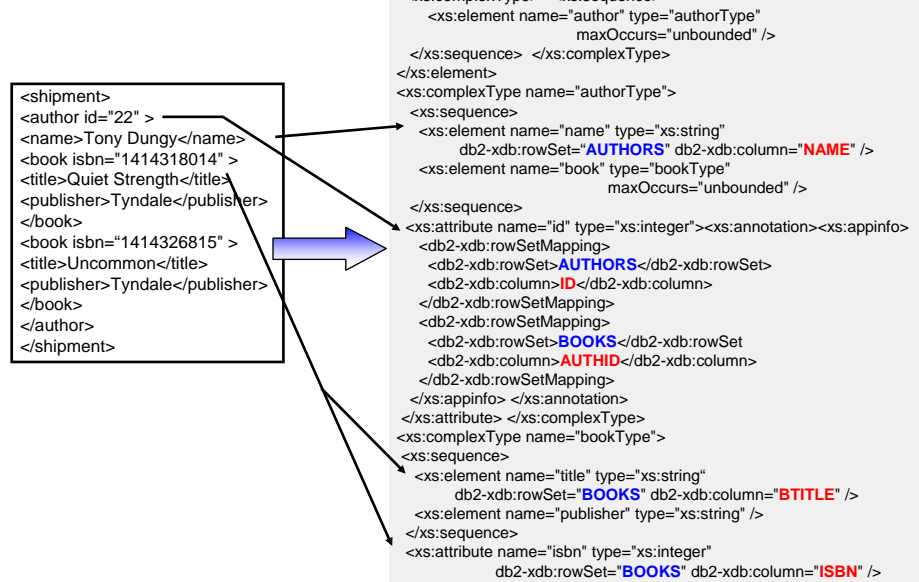 <shipment>
<author id="22" >
<name>Tony Dungy</name>
<book isbn="1414318014" >
<title>Quiet Strength</title>
<publisher>Tyndale</publisher>
</book>
<book isbn=“1414326815" >
<title>Uncommon</title>
<publisher>Tyndale</publisher>
</book>
</author>
</shipment>
<xs:element name="author" type="authorType"
maxOccurs="unbounded" />
</xs:sequence> </xs:complexType>
</xs:element>
<xs:complexType name="authorType">
<xs:sequence>
<xs:element name="name" type="xs:string"
db2-xdb:rowSet=“AUTHORS" db2-xdb:column="NAME" />
<xs:element name="book" type="bookType"
maxOccurs="unbounded" />
</xs:sequence>
<xs:attribute name="id" type="xs:integer"><xs:annotation><xs:appinfo>
<db2-xdb:rowSetMapping>
<db2-xdb:rowSet>AUTHORS</db2-xdb:rowSet>
<db2-xdb:column>ID</db2-xdb:column>
</db2-xdb:rowSetMapping>
<db2-xdb:rowSetMapping>
<db2-xdb:rowSet>BOOKS</db2-xdb:rowSet
<db2-xdb:column>AUTHID</db2-xdb:column>
</db2-xdb:rowSetMapping>
</xs:appinfo> </xs:annotation>
</xs:attribute> </xs:complexType>
<xs:complexType name="bookType">
<xs:sequence>
<xs:element name="title" type="xs:string“
db2-xdb:rowSet="BOOKS" db2-xdb:column="BTITLE" />
<xs:element name="publisher" type="xs:string" />
</xs:sequence>
<xs:attribute name="isbn" type="xs:integer"
db2-xdb:rowSet="BOOKS" db2-xdb:column="ISBN" />